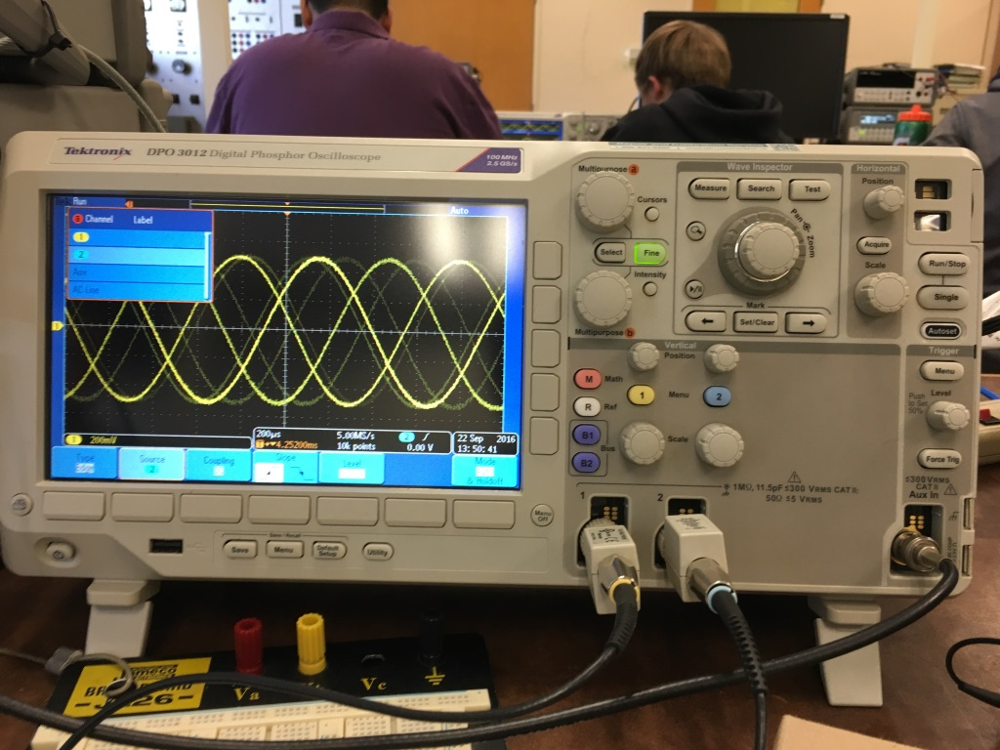 Tektronix DPO 3012 Digital Phosphor Oscilloscope
100 MHz
2.5 GS/s
Run
Auto
Channel Label
1
2
Aux
AC Line
1
1 200mV
200µs 5.00MS/s 2 /
4.25200ms 10k points 0.00 V
22 Sep 2016
13:50:41
Type
Source
2
Coupling
Slope
Level
Mode
& Holdoff
Menu
Off
Save / Recall
Save
Menu
Default
Setup
Utility
Multipurpose a
Cursors
Select
Fine
Intensity
Multipurpose b
Wave Inspector
Measure
Search
Test
Pan
Zoom
Mark
←
Set/Clear
→
Horizontal
Position
Acquire
Scale
Run/Stop
Single
Autoset
Trigger
Menu
Level
Push
to Set
50%
Force Trig
Vertical
Position
M Math
1 Menu 2
R Ref
B1
Bus
B2
Scale
1
2
1MΩ, 11.5pF ≤300 VRMS CAT II;
50Ω ≤5 VRMS
≤300 VRMS
CAT II
Aux In
Jameco
Va
Vc